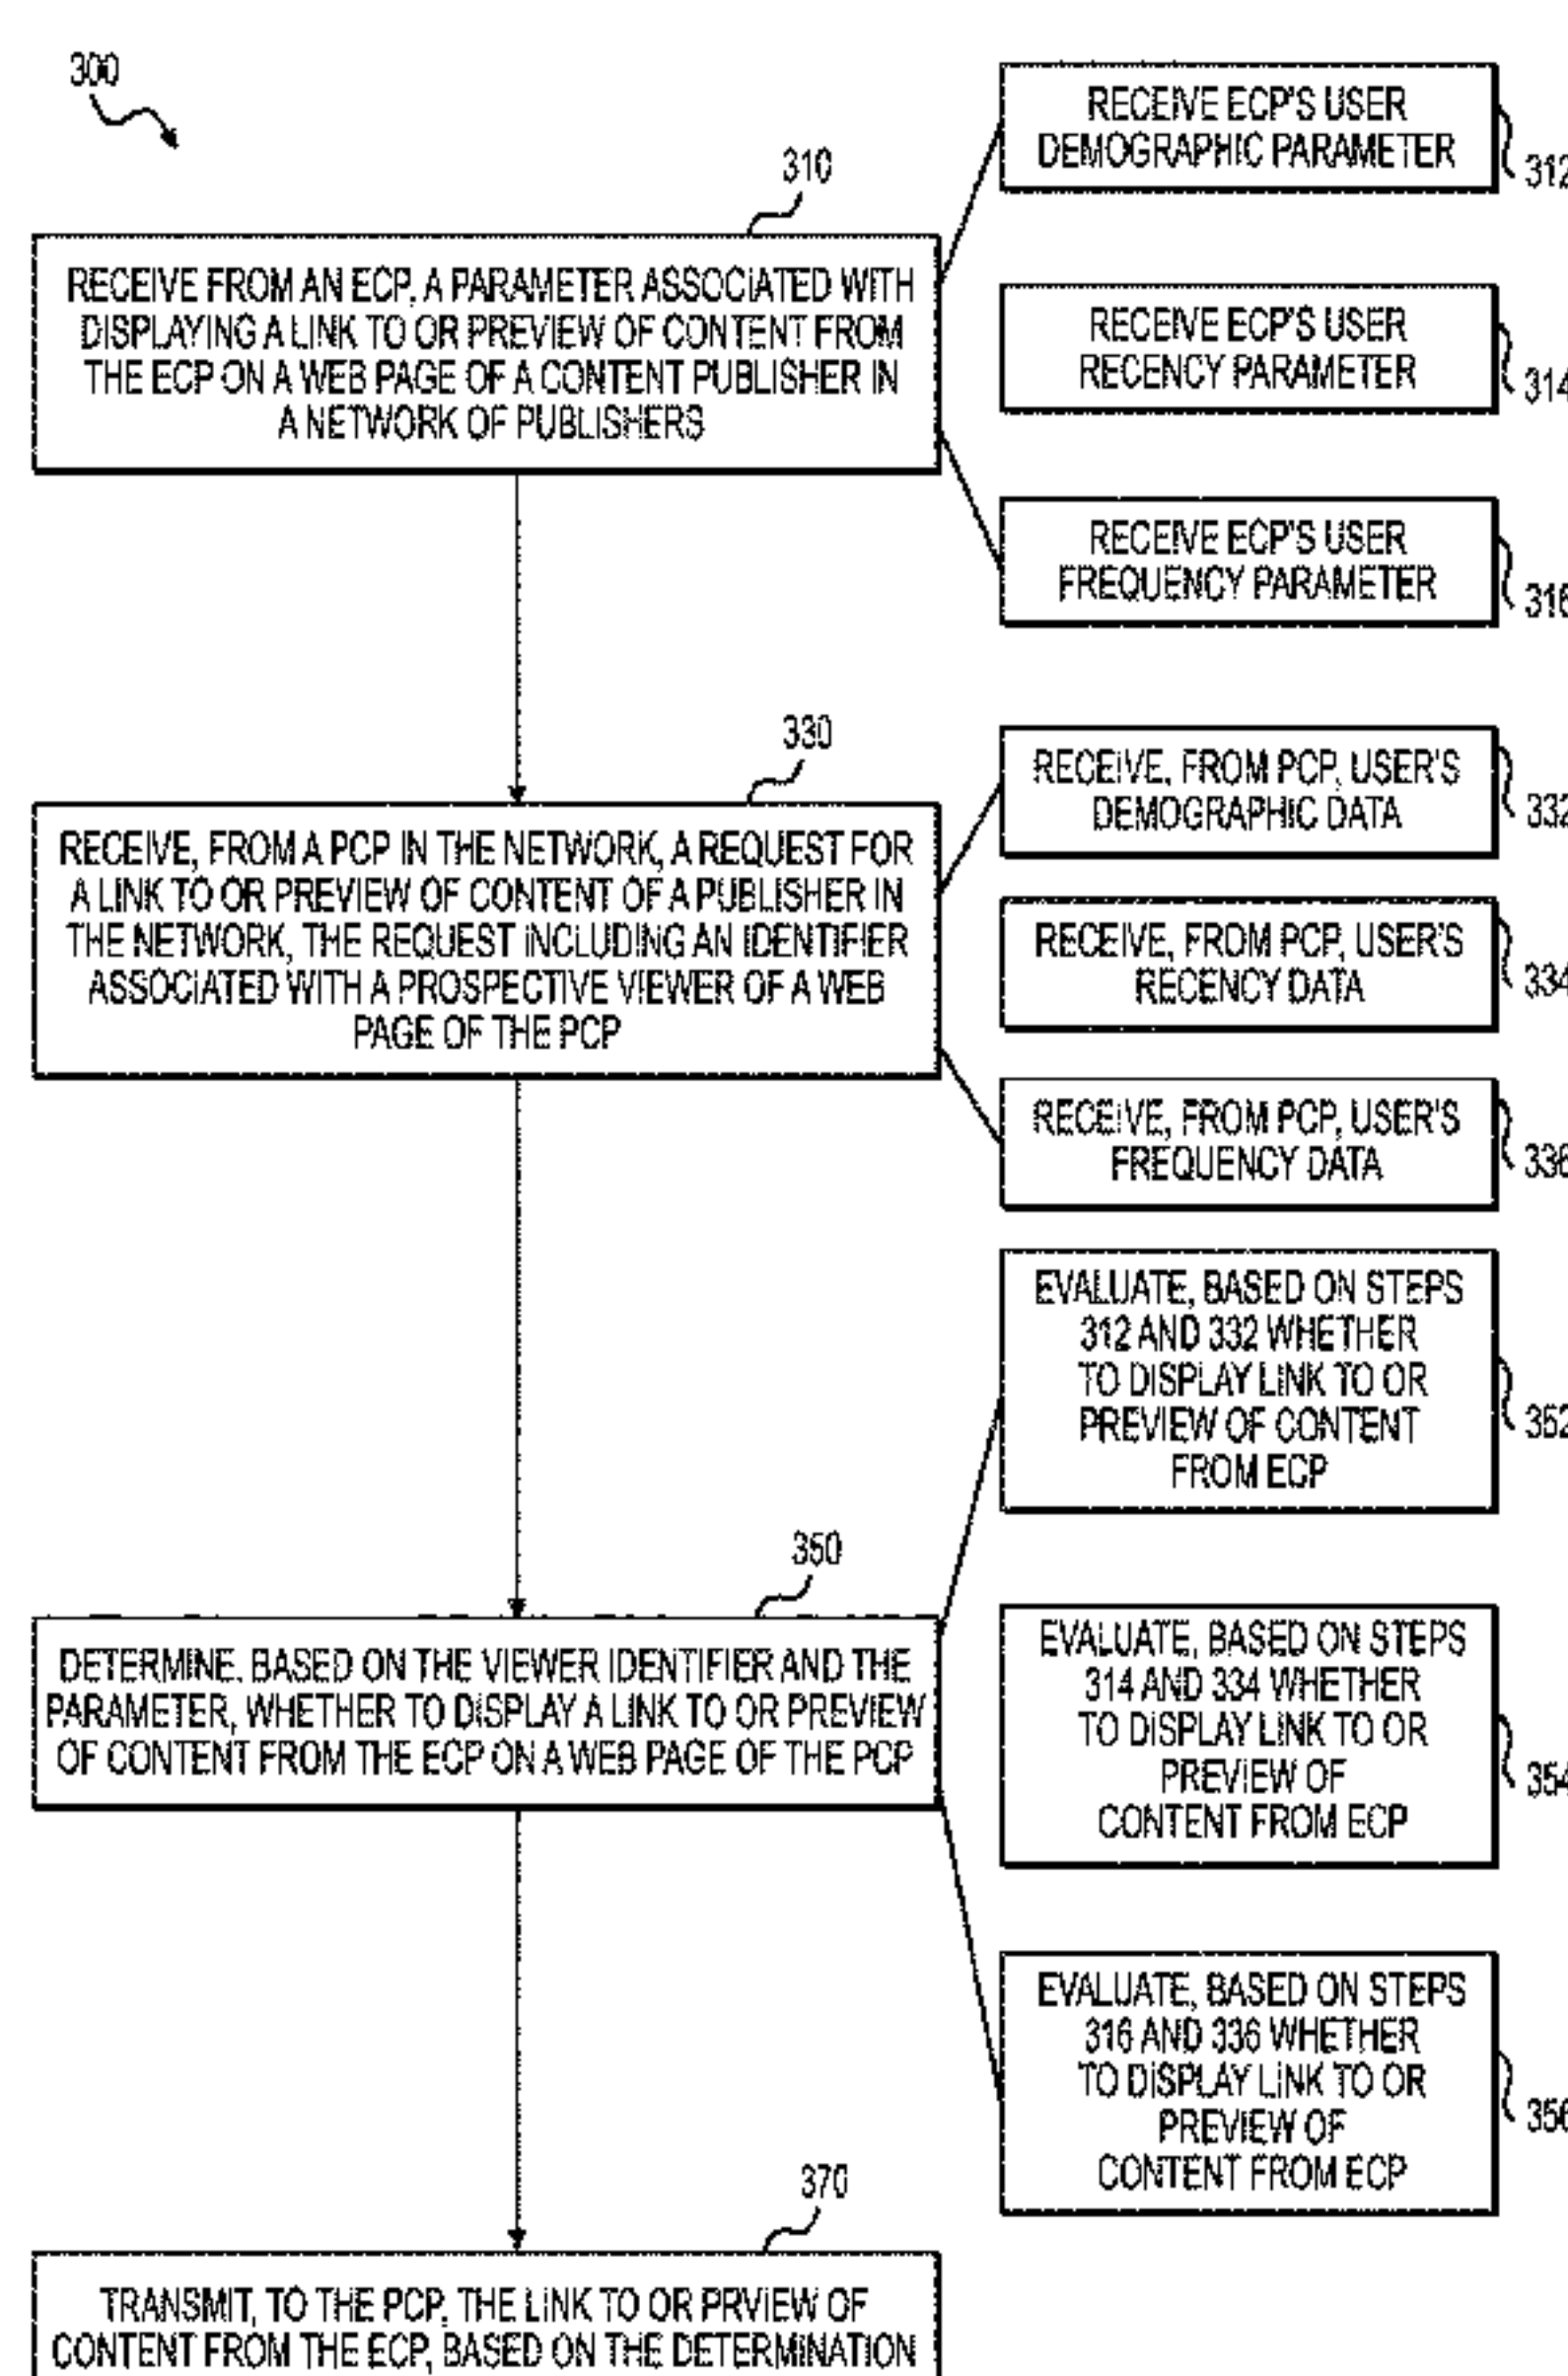 300
310
RECEIVE FROM AN ECP, A PARAMETER ASSOCIATED WITH
DISPLAYING A LINK TO OR PREVIEW OF CONTENT FROM
THE ECP ON A WEB PAGE OF A CONTENT PUBLISHER IN
A NETWORK OF PUBLISHERS
RECEIVE ECP'S USER
DEMOGRAPHIC PARAMETER
312
RECEIVE ECP'S USER
RECENCY PARAMETER
314
RECEIVE ECP'S USER
FREQUENCY PARAMETER
316
330
RECEIVE, FROM A PCP IN THE NETWORK, A REQUEST FOR
A LINK TO OR PREVIEW OF CONTENT OF A PUBLISHER IN
THE NETWORK, THE REQUEST INCLUDING AN IDENTIFIER
ASSOCIATED WITH A PROSPECTIVE VIEWER OF A WEB
PAGE OF THE PCP
RECEIVE, FROM PCP, USER'S
DEMOGRAPHIC DATA
332
RECEIVE, FROM PCP, USER'S
RECENCY DATA
334
RECEIVE, FROM PCP, USER'S
FREQUENCY DATA
336
350
DETERMINE. BASED ON THE VIEWER IDENTIFIER AND THE
PARAMETER, WHETHER TO DISPLAY A LINK TO OR PREVIEW
OF CONTENT FROM THE ECP ON A WEB PAGE OF THE PCP
EVALUATE, BASED ON STEPS
312 AND 332 WHETHER
TO DISPLAY LINK TO OR
PREVIEW OF CONTENT
FROM ECP
352
EVALUATE, BASED ON STEPS
314 AND 334 WHETHER
TO DISPLAY LINK TO OR
PREVIEW OF
CONTENT FROM ECP
354
EVALUATE, BASED ON STEPS
316 AND 336 WHETHER
TO DISPLAY LINK TO OR
PREVIEW OF
CONTENT FROM ECP
356
370
TRANSMIT, TO THE PCP, THE LINK TO OR PRVIEW OF
CONTENT FROM THE ECP, BASED ON THE DETERMINATION